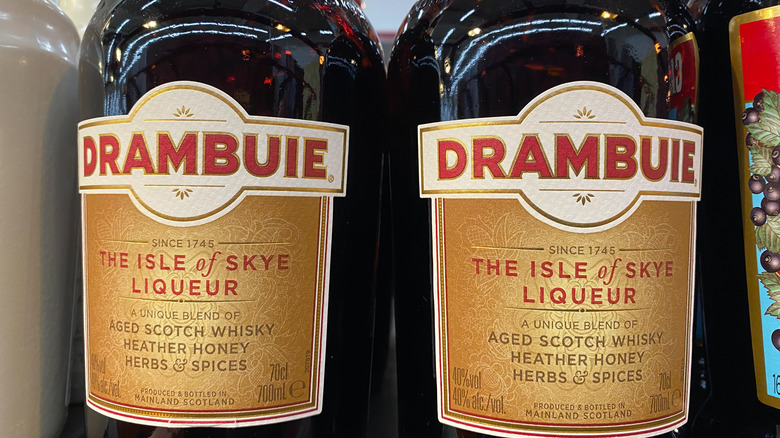 DRAMBUIE®
SINCE 1745
THE ISLE of SKYE
LIQUEUR
A UNIQUE BLEND OF
AGED SCOTCH WHISKY
HEATHER HONEY
HERBS & SPICES
70cl
700ml ℮
PRODUCED & BOTTLED IN
MAINLAND SCOTLAND
DRAMBUIE
SINCE 1745
THE ISLE of SKYE
LIQUEUR
A UNIQUE BLEND OF
AGED SCOTCH WHISKY
HEATHER HONEY
HERBS & SPICES
40%vol 70cl
40% alc./vol. 700ml ℮
PRODUCED & BOTTLED IN
MAINLAND SCOTLAND